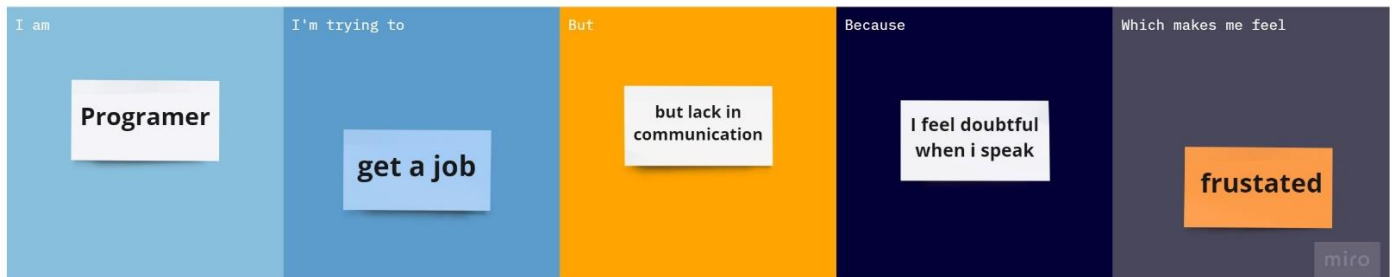 I am
Programer
I'm trying to
get a job
But
but lack in
communication
Because
I feel doubtful
when i speak
Which makes me feel
frustated
miro